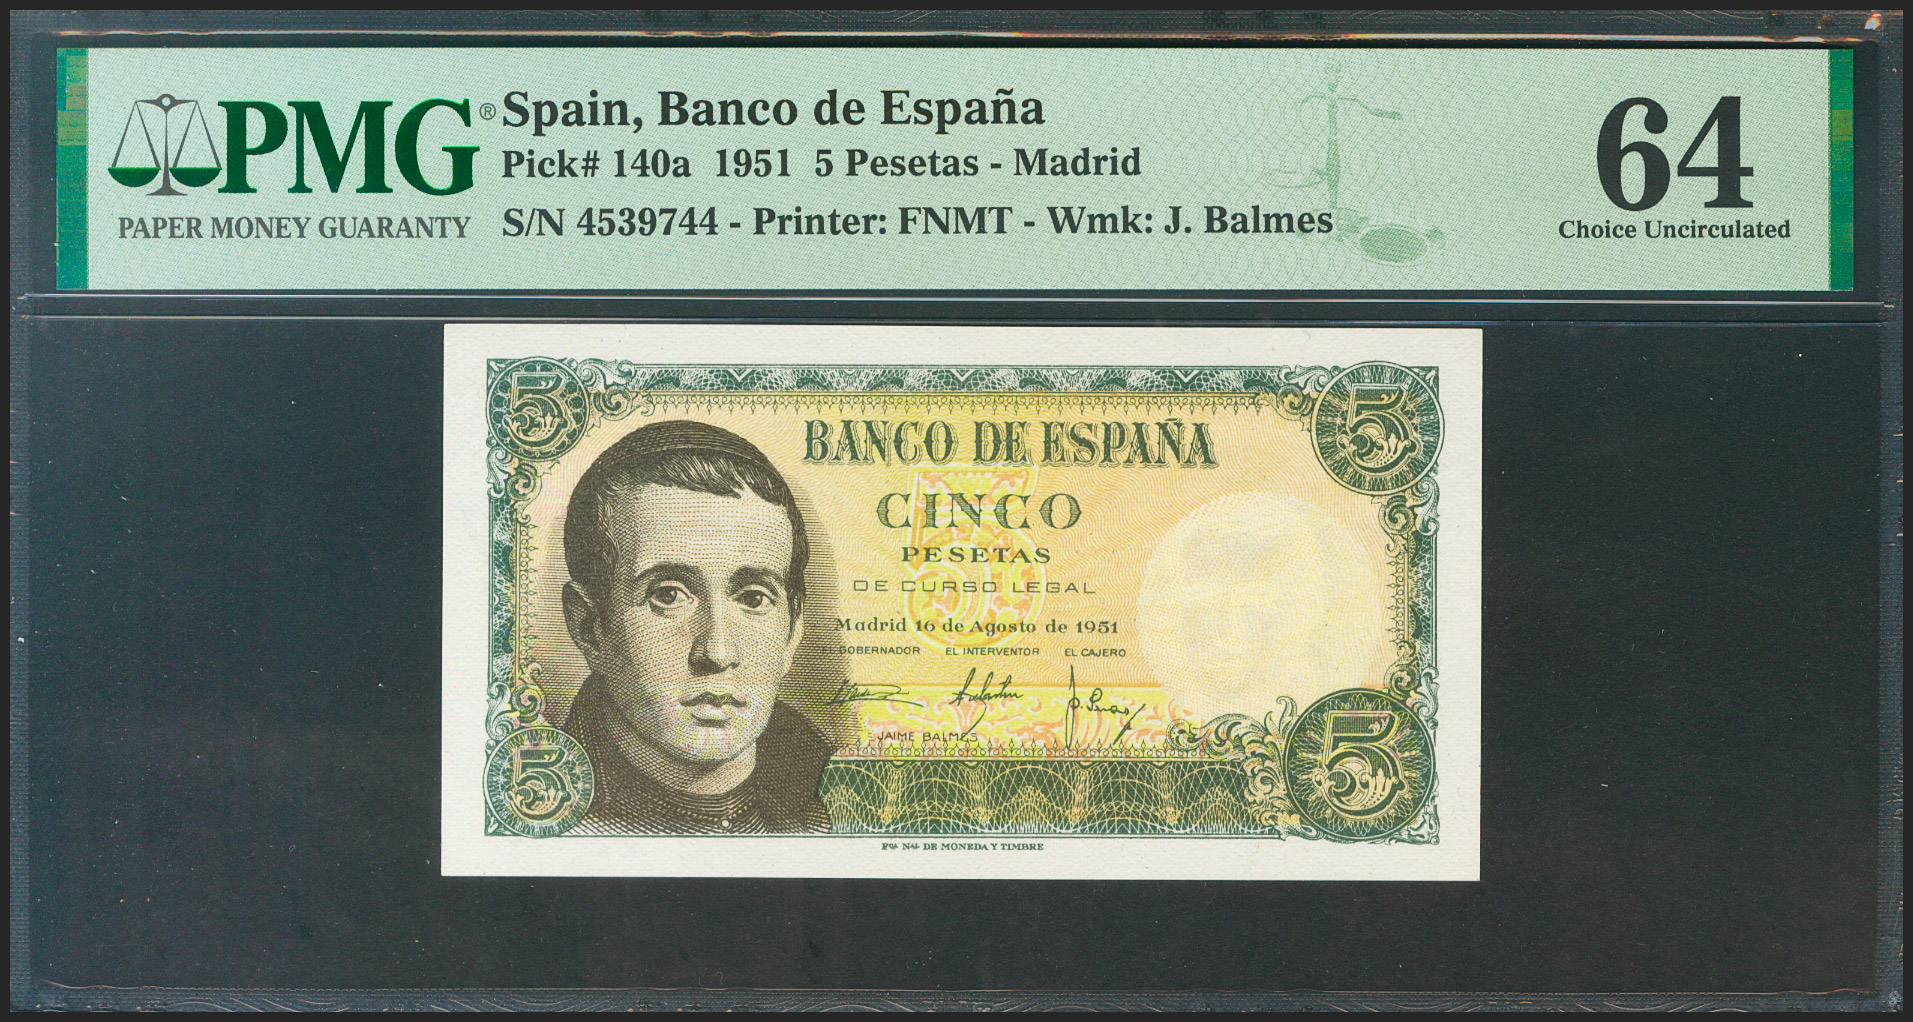 PMG®
PAPER MONEY GUARANTY
Spain, Banco de España
Pick# 140a 1951 5 Pesetas - Madrid
S/N 4539744 - Printer: FNMT - Wmk: J. Balmes
64
Choice Uncirculated
5
5
BANCO DE ESPAÑA
5
CINCO
PESETAS
DE CURSO LEGAL
Madrid 16 de Agosto de 1951
EL GOBERNADOR EL INTERVENTOR EL CAJERO
JAIME BALMES
5
5
FCA NAL DE MONEDA Y TIMBRE